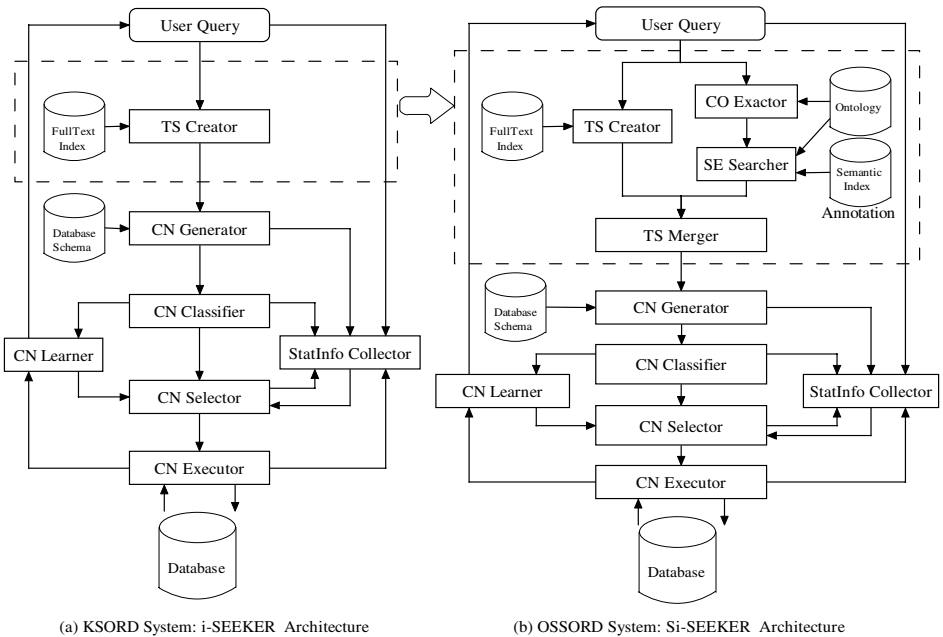 User Query
FullText
Index
TS Creator
Database
Schema
CN Generator
CN Classifier
CN Learner
StatInfo Collector
CN Selector
CN Executor
Database
(a) KSORD System: i-SEEKER Architecture
User Query
FullText
Index
TS Creator
CO Exactor
Ontology
SE Searcher
Semantic
Index
Annotation
TS Merger
Database
Schema
CN Generator
CN Classifier
CN Learner
StatInfo Collector
CN Selector
CN Executor
Database
(b) OSSORD System: Si-SEEKER Architecture